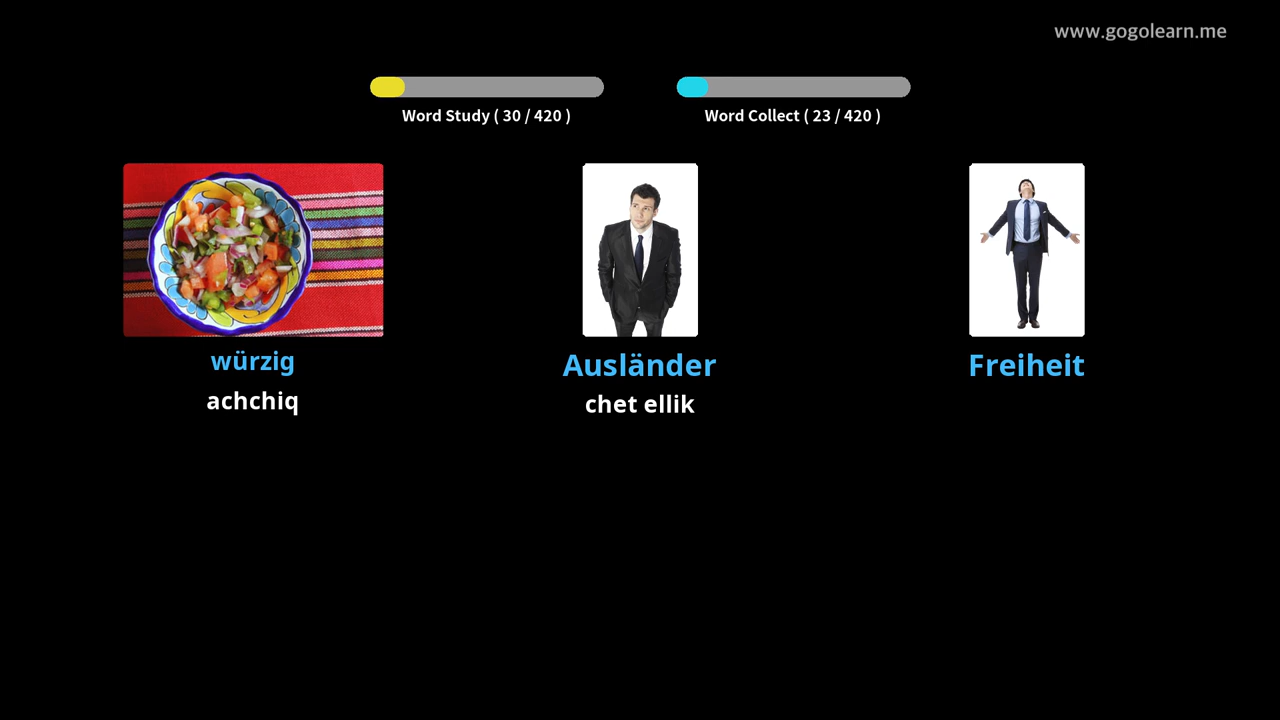 www.gogolearn.me
Word Study ( 30 / 420 )
Word Collect ( 23 / 420 )
würzig
achchiq
Ausländer
chet ellik
Freiheit